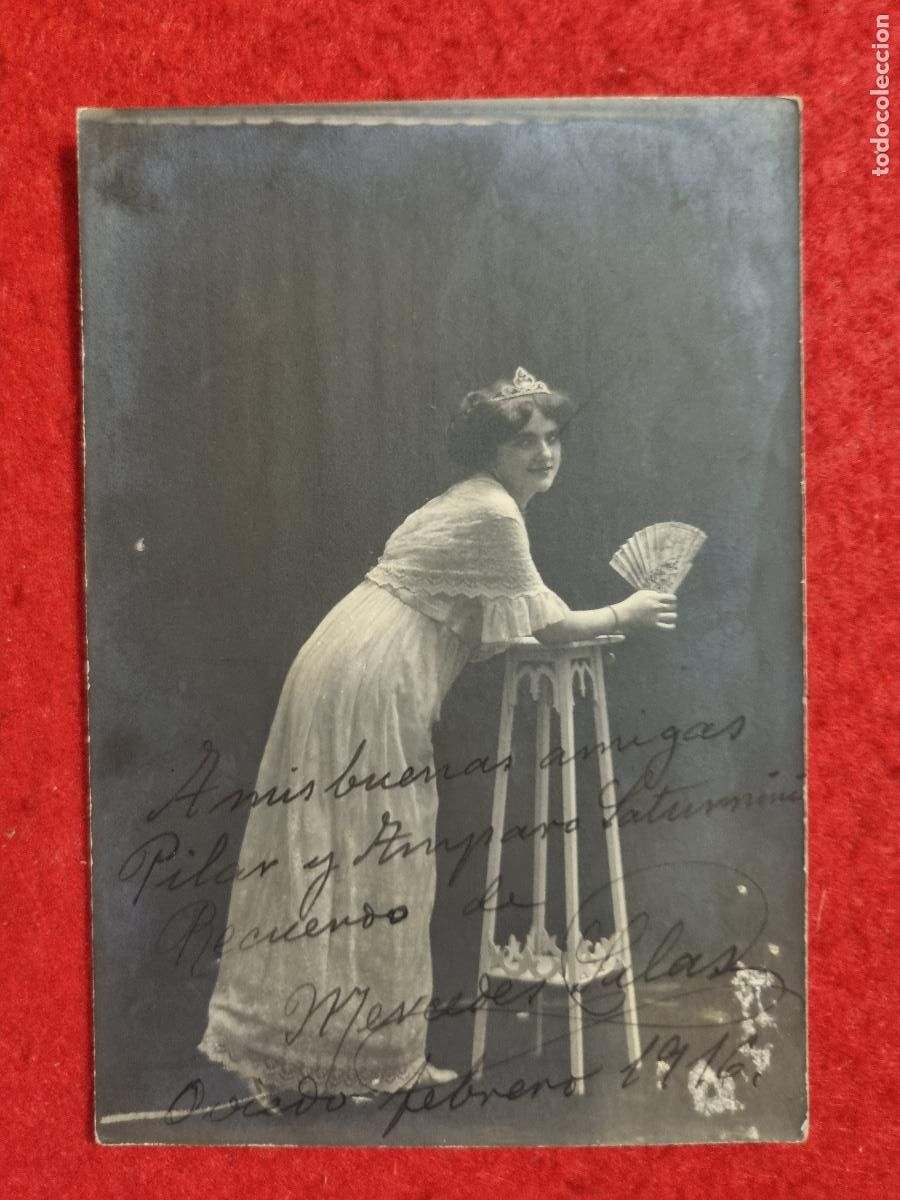 todocoleccion
A mis buenas amigas
Pilar y Amparo Saturnini
Recuerdo de
Mercedes Salas
Oviedo febrero 1916.